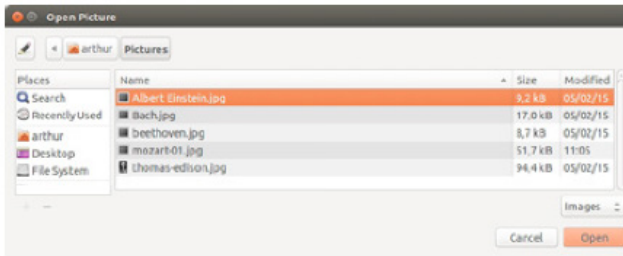 Open Picture
arthur Pictures
Places Name Size Modified
Search Albert Einstein.jpg 9,2 kB 05/02/15
Recently Used Bach.jpg 17,0 kB 05/02/15
arthur beethoven.jpg 8,7 kB 05/02/15
Desktop mozart-01.jpg 51,7 kB 11:05
File System thomas-edison.jpg 94,4 kB 05/02/15
Images
Cancel Open